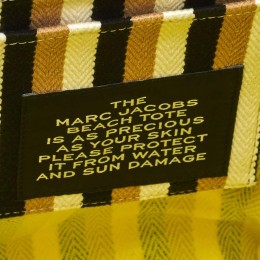 THE
MARC JACOBS
BEACH TOTE
IS AS PRECIOUS
AS YOUR SKIN
PLEASE PROTECT
IT FROM WATER
AND SUN DAMAGE